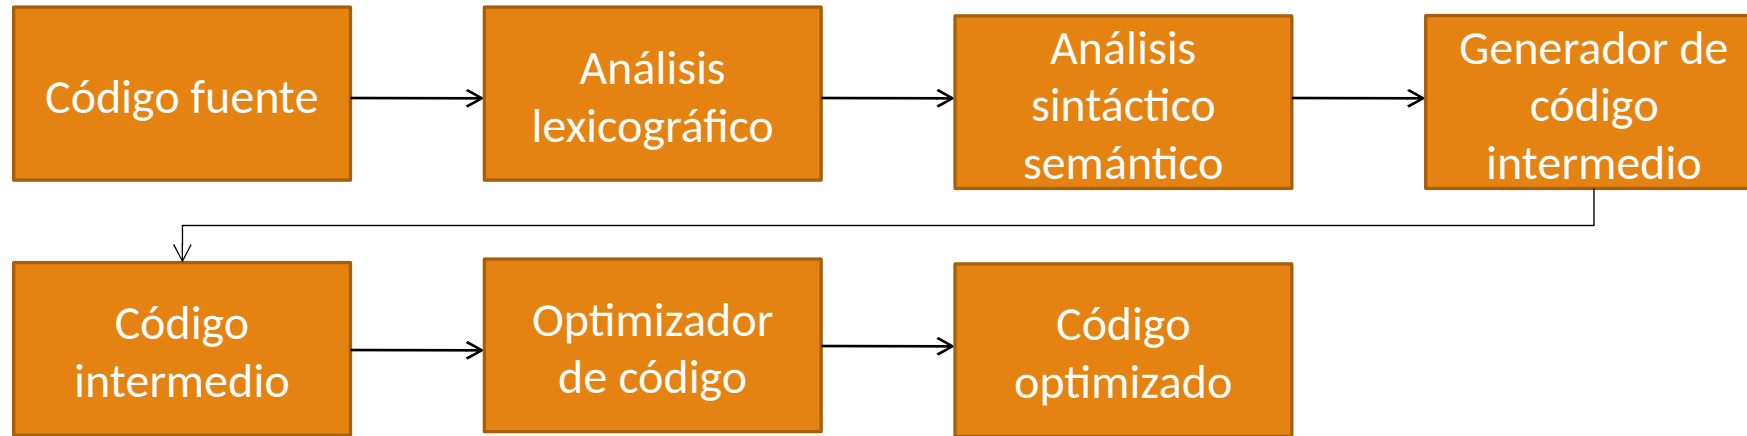 Código fuente
Análisis
lexicográfico
Análisis
sintáctico
semántico
Generador de
código
intermedio
Código
intermedio
Optimizador
de código
Código
optimizado